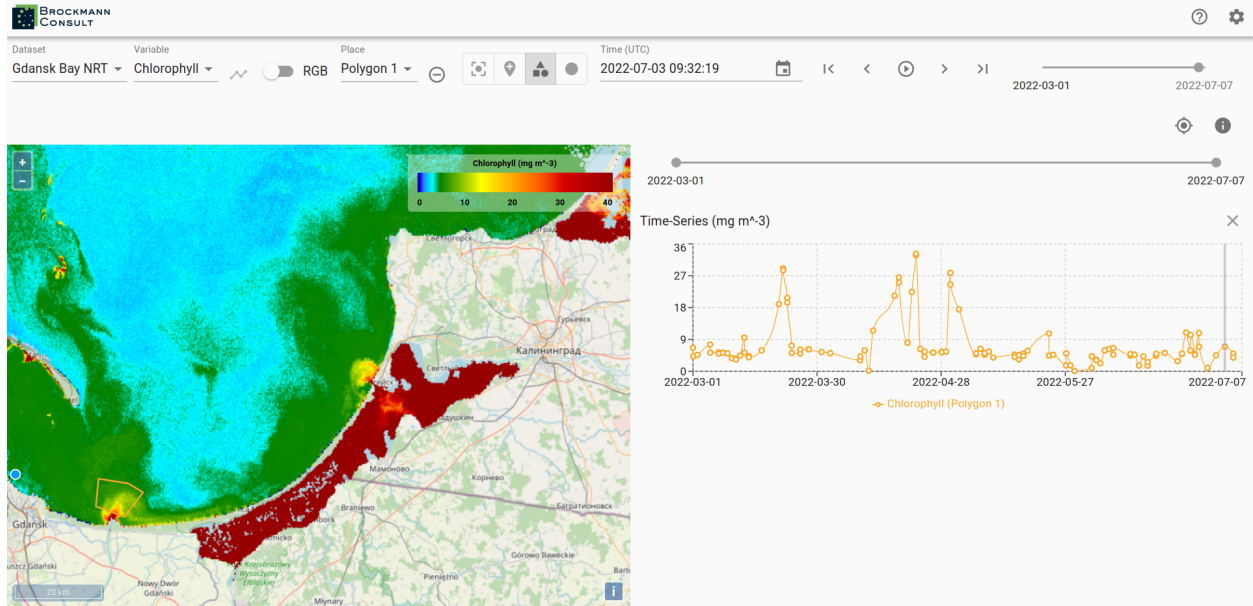 BROCKMANN
CONSULT
Dataset
Variable
Place
Time (UTC)
Gdansk Bay NRT
Chlorophyll
RGB
Polygon 1
2022-07-03 09:32:19
2022-03-01
2022-07-07
+
−
Chlorophyll (mg m^-3)
0 10 20 30 40
Светлогорск
Гурьевск
Калининград
Мамоново
Корнево
Багратионовск
Braniewo
Gdańsk
Górowo Iławeckie
Krajobrazowy
Wysoczyzny
Elbląskiej
Pieniężno
Nowy Dwór
Gdański
Młynary
20 km
i
2022-03-01
2022-07-07
Time-Series (mg m^-3)
36
27
18
9
0
2022-03-01 2022-03-30 2022-04-28 2022-05-27 2022-07-07
Chlorophyll (Polygon 1)